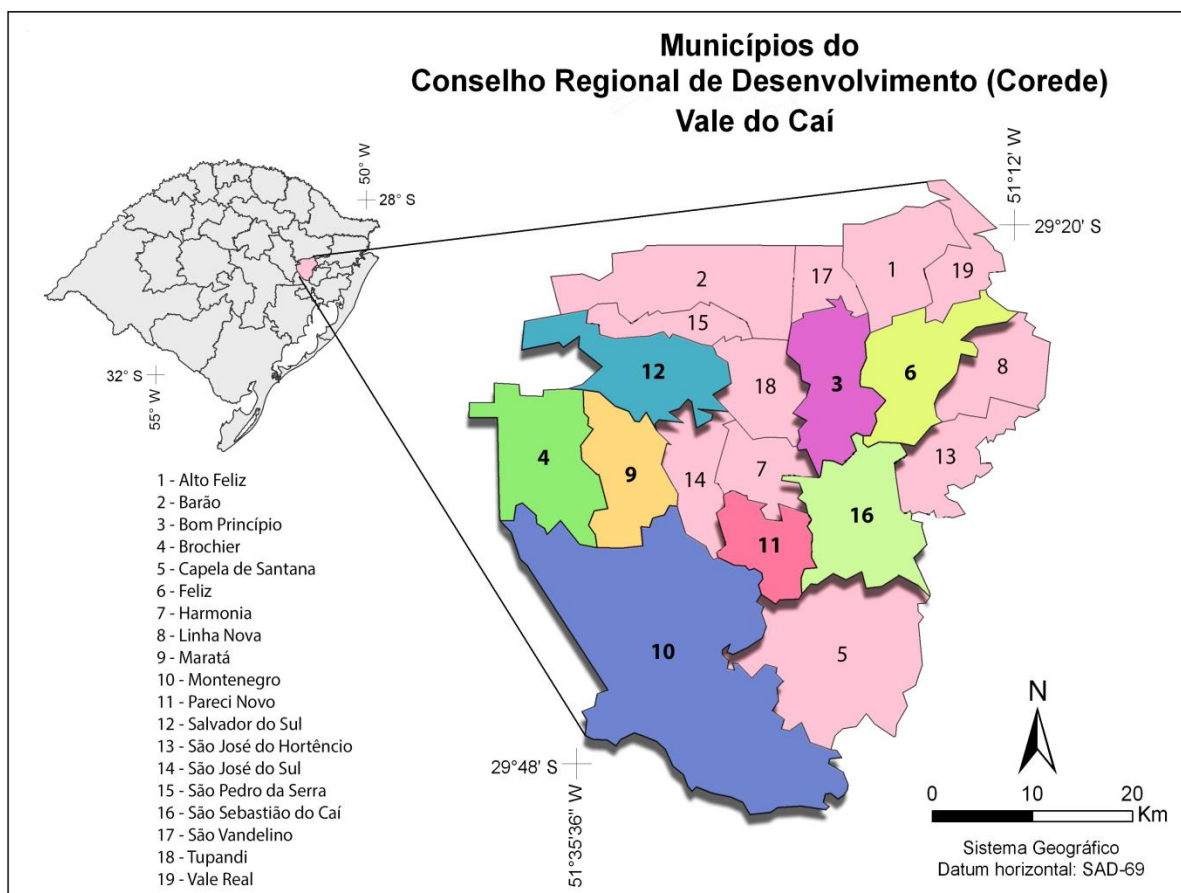 Municípios do
Conselho Regional de Desenvolvimento (Corede)
Vale do Caí
50° W
28° S
32° S
55° W
51°12' W
29°20' S
2
17
1
19
15
12
18
3
6
8
4
9
14
7
13
16
11
10
5
1 - Alto Feliz
2 - Barão
3 - Bom Princípio
4 - Brochier
5 - Capela de Santana
6 - Feliz
7 - Harmonia
8 - Linha Nova
9 - Maratá
10 - Montenegro
11 - Pareci Novo
12 - Salvador do Sul
13 - São José do Hortêncio
14 - São José do Sul
15 - São Pedro da Serra
16 - São Sebastião do Caí
17 - São Vandelino
18 - Tupandi
19 - Vale Real
29°48' S
51°35'36" W
N
0 10 20
Km
Sistema Geográfico
Datum horizontal: SAD-69